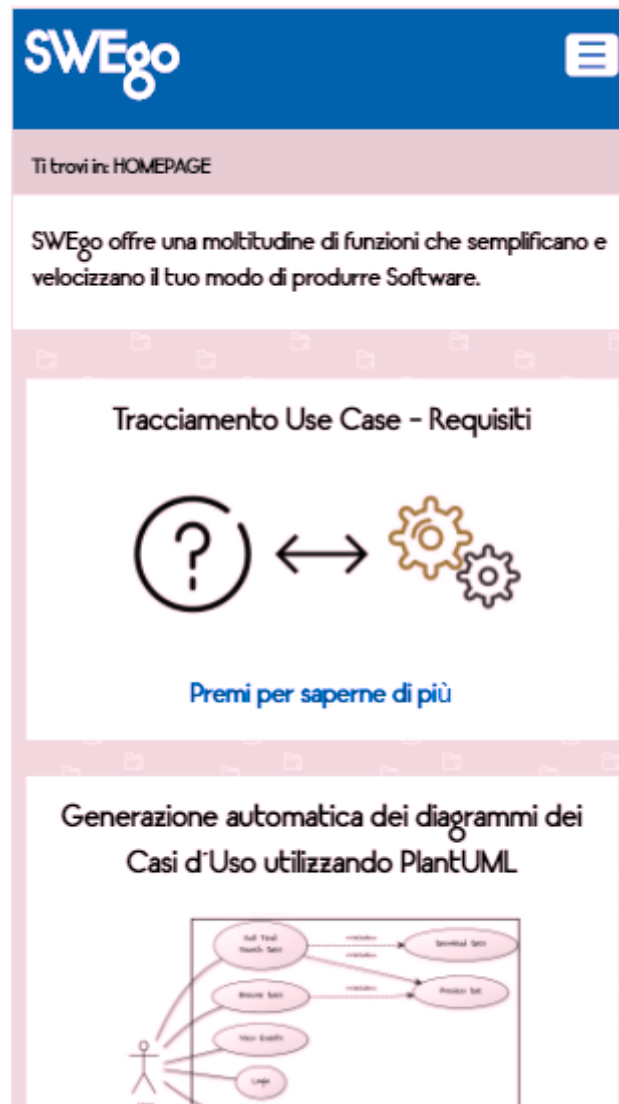 SWEgo
Ti trovi in: HOMEPAGE
SWEgo offre una moltitudine di funzioni che semplificano e
velocizzano il tuo modo di produrre Software.
Tracciamento Use Case - Requisiti
?
Premi per saperne di più
Generazione automatica dei diagrammi dei
Casi d'Uso utilizzando PlantUML
Login